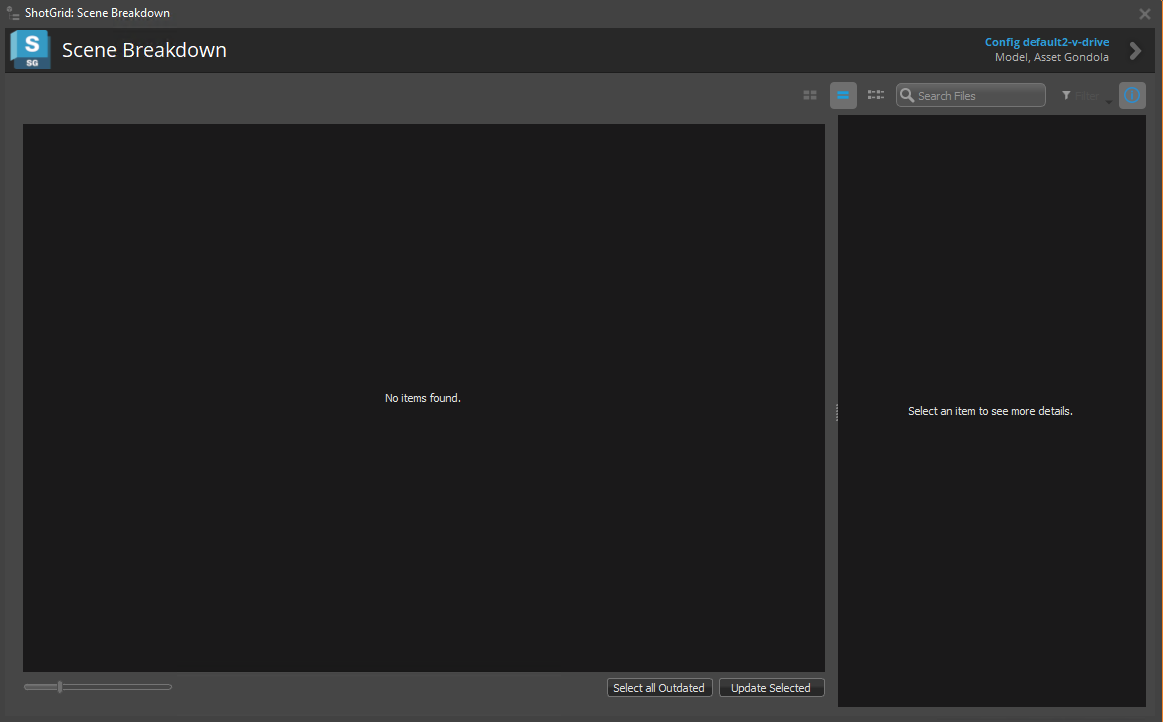 ShotGrid: Scene Breakdown
S
SG
Scene Breakdown
Config default2-v-drive
Model, Asset Gondola
Search Files
Filter
No items found.
Select an item to see more details.
Select all Outdated
Update Selected